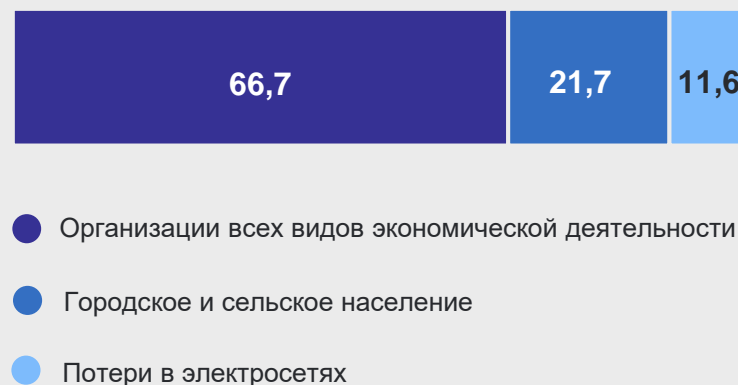 66,7 21,7 11,6
Организации всех видов экономической деятельности
Городское и сельское население
Потери в электросетях